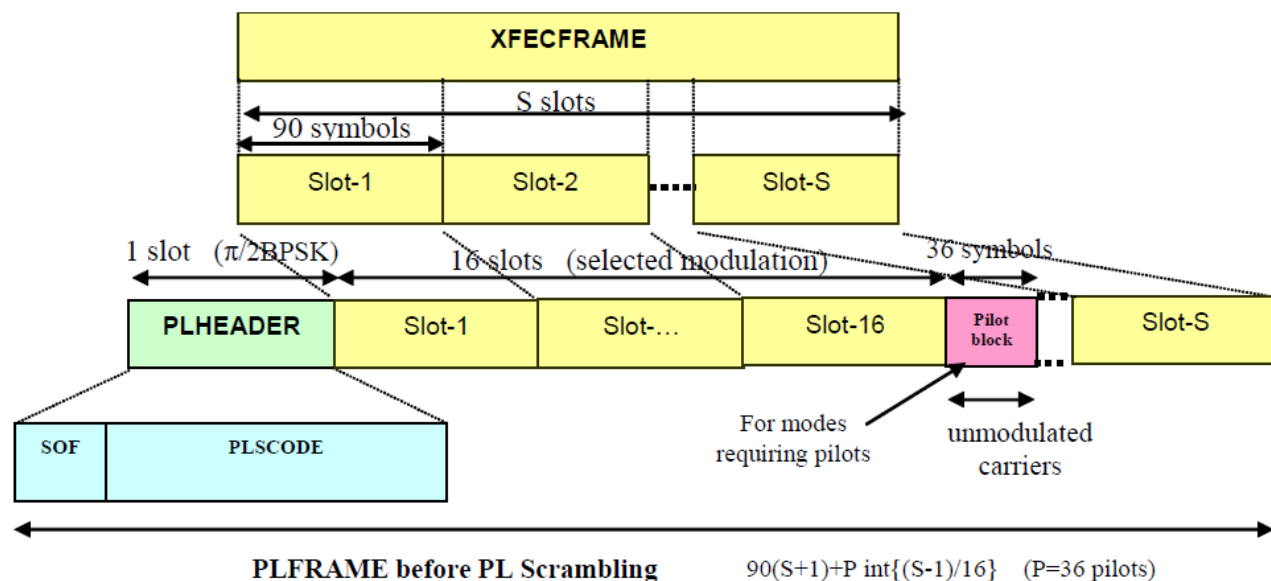 XFECFRAME
S slots
90 symbols
Slot-1
Slot-2
Slot-S
1 slot (π/2BPSK)
16 slots (selected modulation)
36 symbols
PLHEADER
Slot-1
Slot-…
Slot-16
Pilot
block
Slot-S
SOF
PLSCODE
For modes
requiring pilots
unmodulated
carriers
PLFRAME before PL Scrambling 90(S+1)+P int{(S-1)/16} (P=36 pilots)